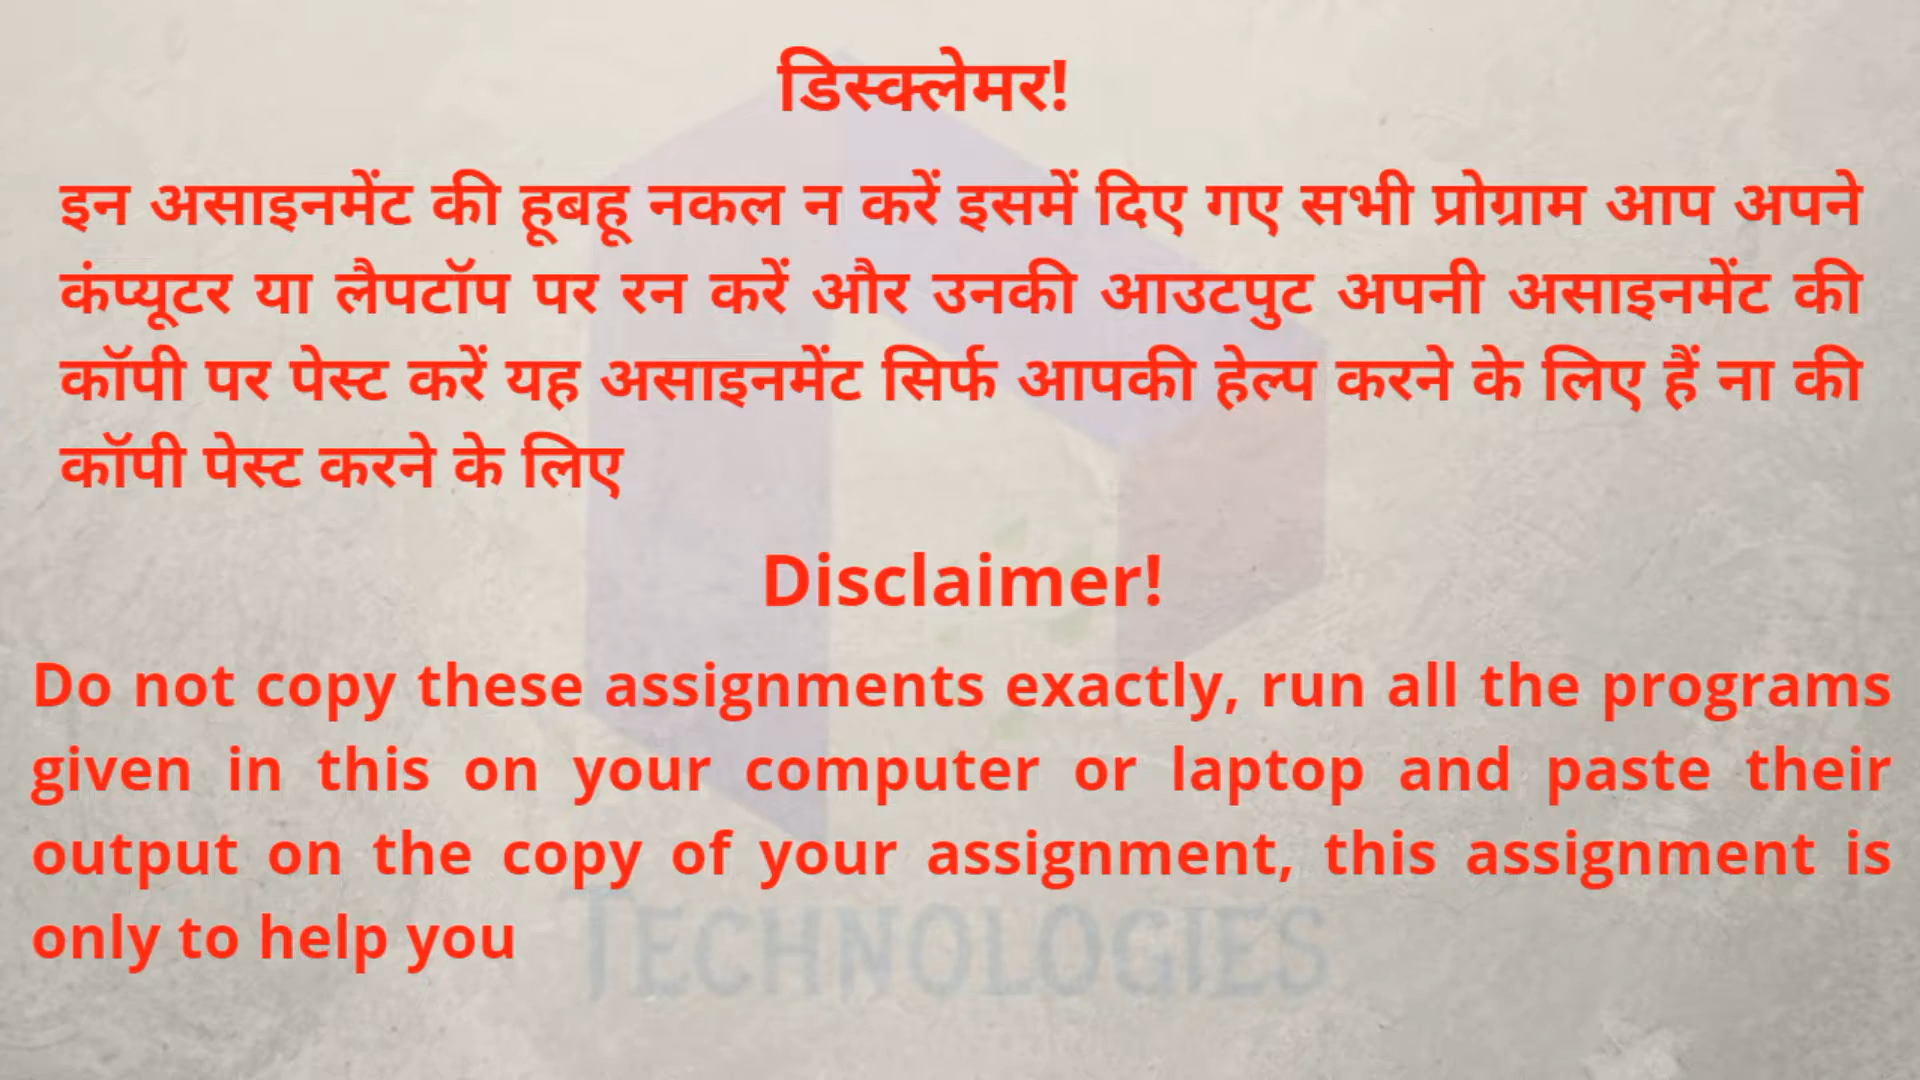 डिस्क्लेमर!
इन असाइनमेंट की हूबहू नकल न करें इसमें दिए गए सभी प्रोग्राम आप अपने
कंप्यूटर या लैपटॉप पर रन करें और उनकी आउटपुट अपनी असाइनमेंट की
कॉपी पर पेस्ट करें यह असाइनमेंट सिर्फ आपकी हेल्प करने के लिए हैं ना की
कॉपी पेस्ट करने के लिए
Disclaimer!
Do not copy these assignments exactly, run all the programs
given in this on your computer or laptop and paste their
output on the copy of your assignment, this assignment is
only to help you
TECHNOLOGIES